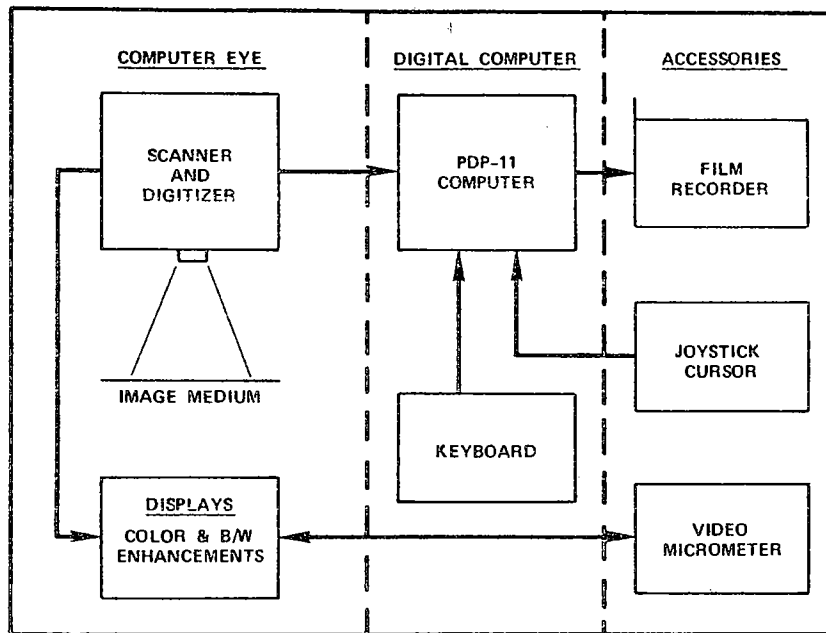 COMPUTER EYE
SCANNER
AND
DIGITIZER
IMAGE MEDIUM
DISPLAYS
COLOR & B/W
ENHANCEMENTS
DIGITAL COMPUTER
PDP-11
COMPUTER
KEYBOARD
ACCESSORIES
FILM
RECORDER
JOYSTICK
CURSOR
VIDEO
MICROMETER